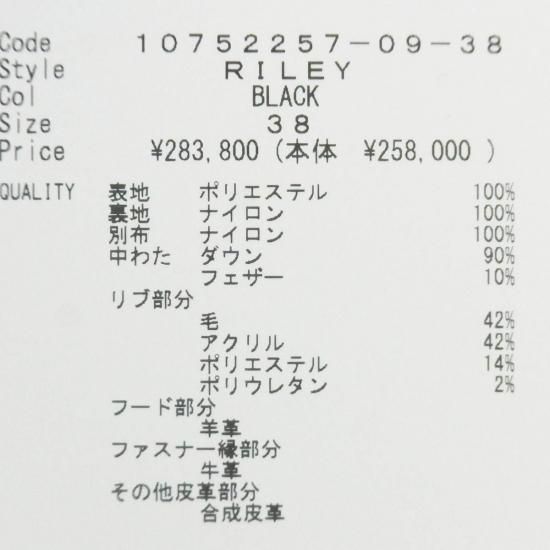 Code １０７５２２５７－０９－３８
Style ＲＩＬＥＹ
Col BLACK
Size ３８
Price ¥283,800 (本体 ¥258,000 )
QUALITY 表地 ポリエステル 100%
裏地 ナイロン 100%
別布 ナイロン 100%
中わた ダウン 90%
フェザー 10%
リブ部分
毛 42%
アクリル 42%
ポリエステル 14%
ポリウレタン 2%
フード部分
羊革
ファスナー縁部分
牛革
その他皮革部分
合成皮革